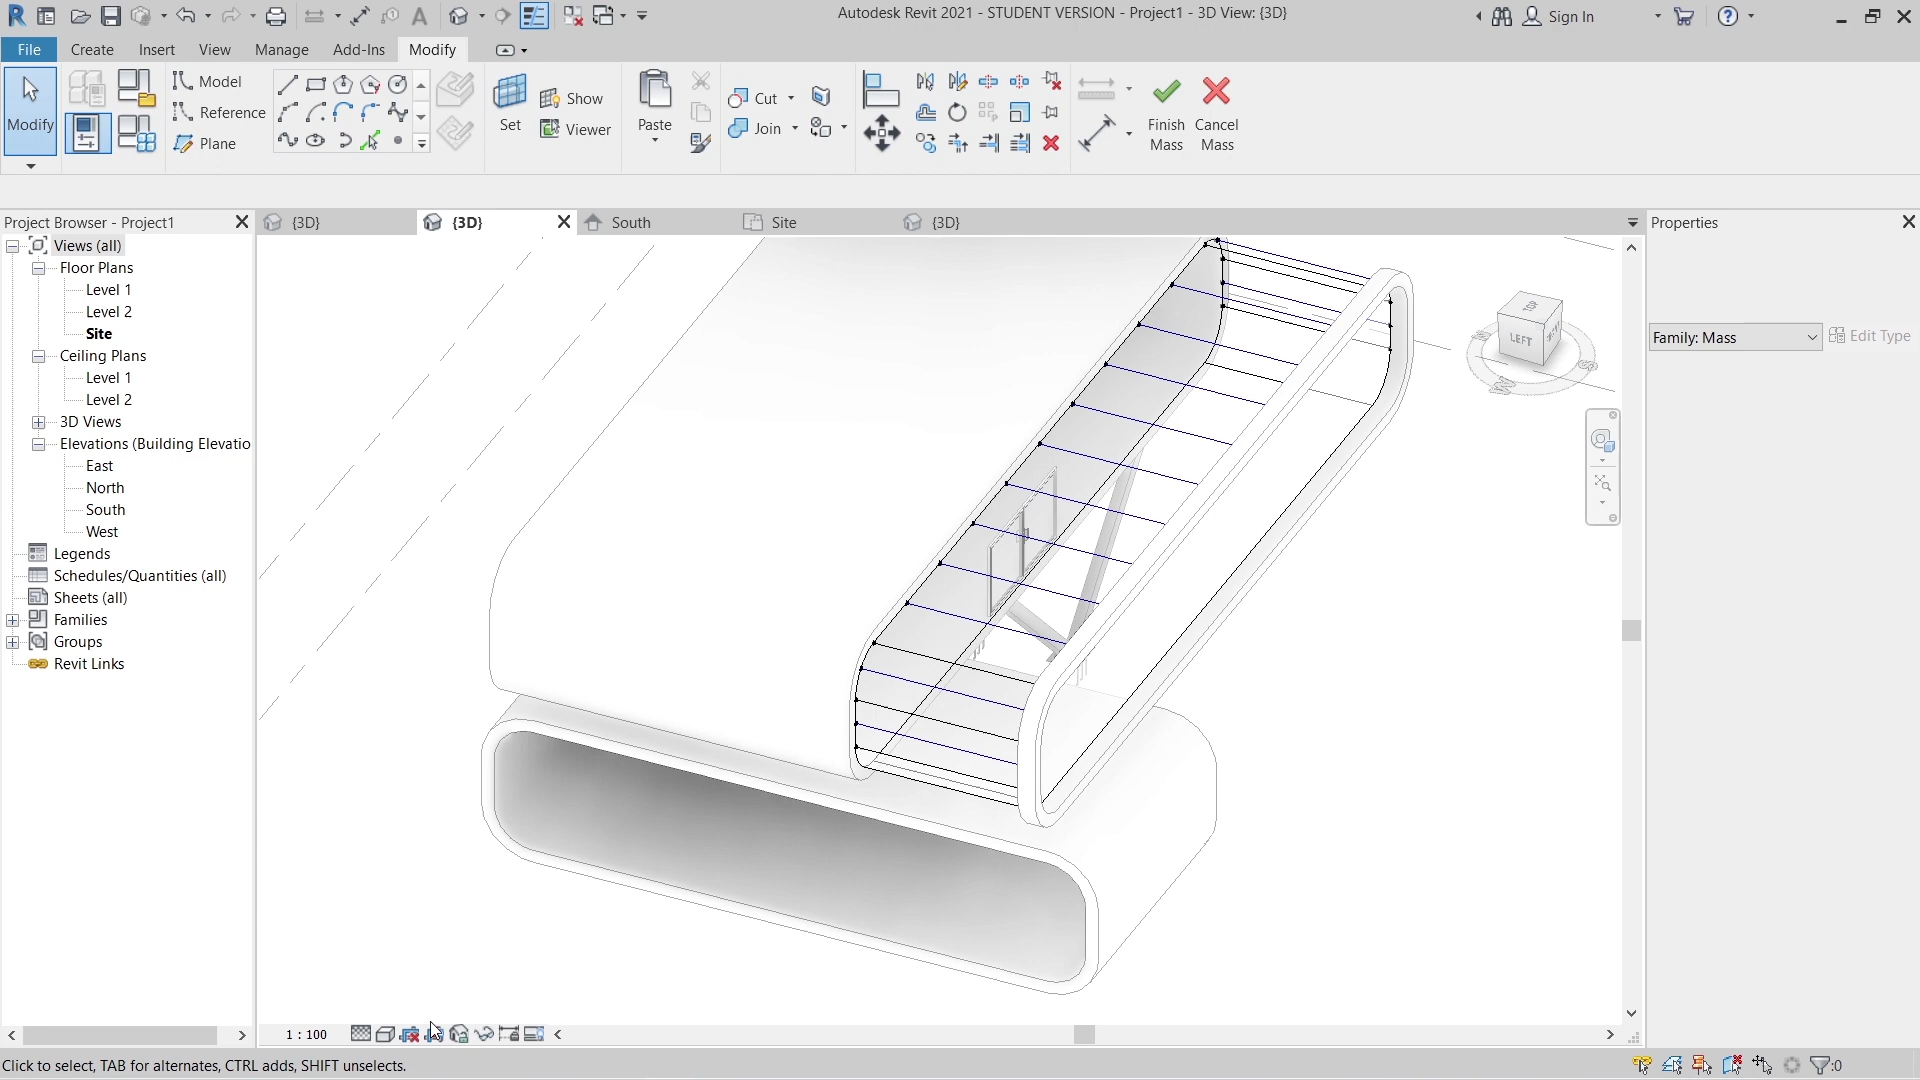 Autodesk Revit 2021 - STUDENT VERSION - Project1 - 3D View: {3D}
Sign In
File Create Insert View Manage Add-Ins Modify
Modify
Model
Reference
Plane
Set
Show
Viewer
Paste
Cut
Join
Finish Mass
Cancel Mass
Project Browser - Project1
{3D} {3D} South Site {3D}
Properties
Views (all)
Floor Plans
Level 1
Level 2
Site
Ceiling Plans
Level 1
Level 2
3D Views
Elevations (Building Elevatio
East
North
South
West
Legends
Schedules/Quantities (all)
Sheets (all)
Families
Groups
Revit Links
LEFT
Family: Mass
Edit Type
1 : 100
Click to select, TAB for alternates, CTRL adds, SHIFT unselects.
:0